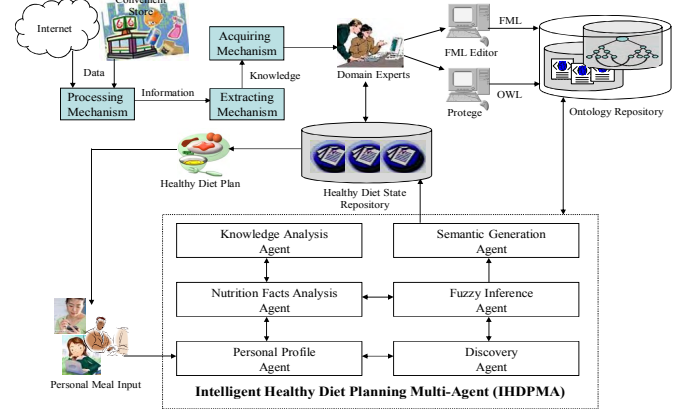 Convenient
Store
Internet
Data
Processing
Mechanism
Information
Extracting
Mechanism
Knowledge
Acquiring
Mechanism
Domain Experts
FML Editor
FML
Protege
OWL
Ontology Repository
Healthy Diet Plan
Healthy Diet State
Repository
Knowledge Analysis
Agent
Semantic Generation
Agent
Nutrition Facts Analysis
Agent
Fuzzy Inference
Agent
Personal Profile
Agent
Discovery
Agent
Personal Meal Input
Intelligent Healthy Diet Planning Multi-Agent (IHDPMA)